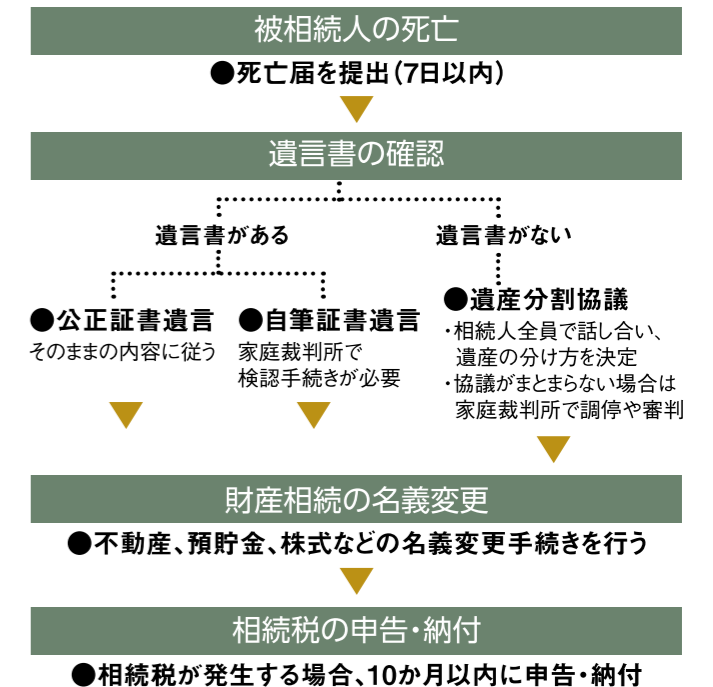 被相続人の死亡
●死亡届を提出（7日以内）
遺言書の確認
遺言書がある
遺言書がない
●公正証書遺言
そのままの内容に従う
●自筆証書遺言
家庭裁判所で
検認手続きが必要
●遺産分割協議
・相続人全員で話し合い、
遺産の分け方を決定
・協議がまとまらない場合は
家庭裁判所で調停や審判
財産相続の名義変更
●不動産、預貯金、株式などの名義変更手続きを行う
相続税の申告・納付
●相続税が発生する場合、10か月以内に申告・納付